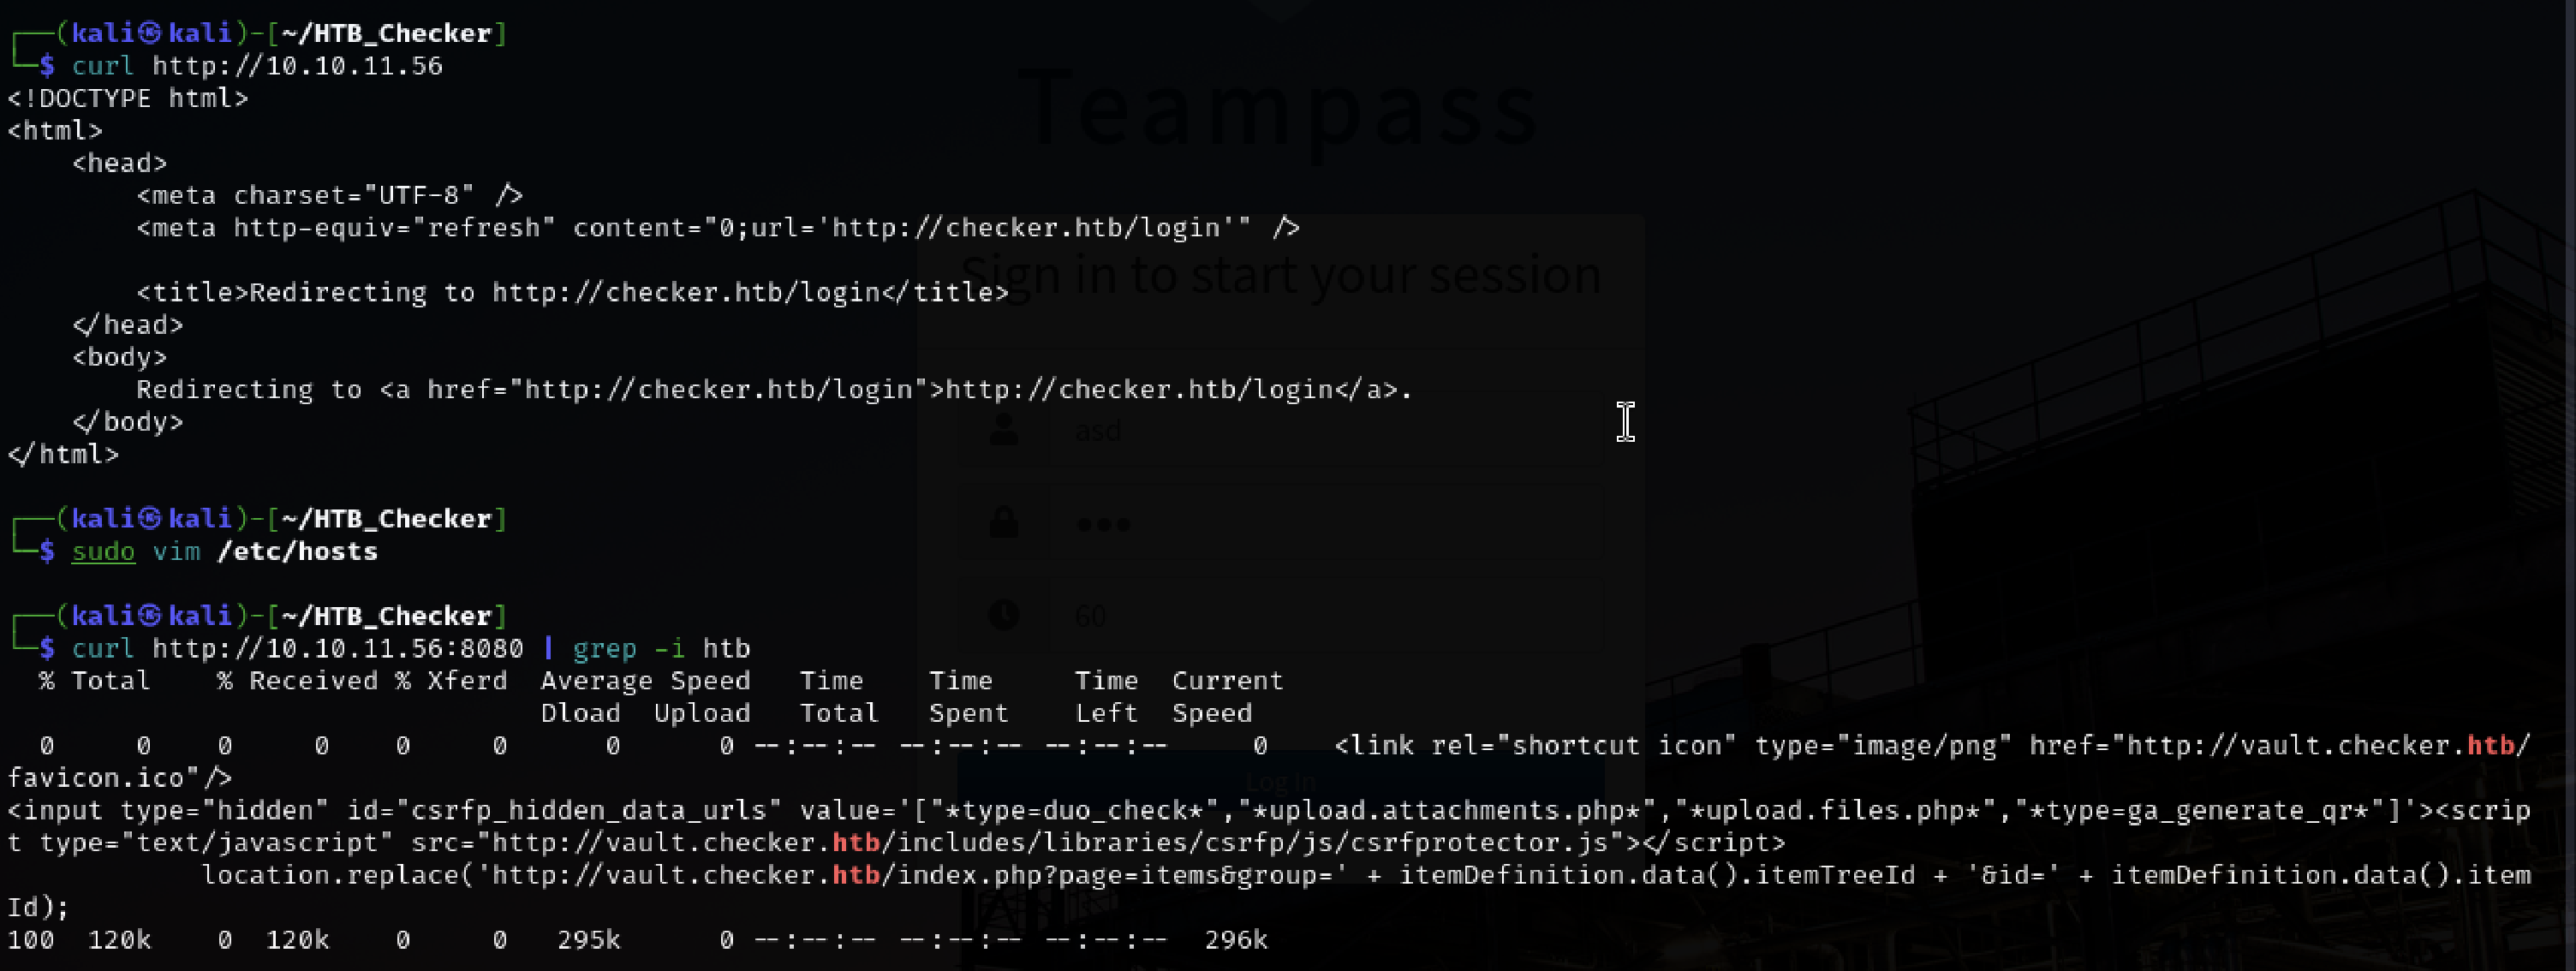 ┌──(kali㉿kali)-[~/HTB_Checker]
└─$ curl http://10.10.11.56
<!DOCTYPE html>
<html>
    <head>
        <meta charset="UTF-8" />
        <meta http-equiv="refresh" content="0;url='http://checker.htb/login'" />

        <title>Redirecting to http://checker.htb/login</title>
    </head>
    <body>
        Redirecting to <a href="http://checker.htb/login">http://checker.htb/login</a>.
    </body>
</html>

┌──(kali㉿kali)-[~/HTB_Checker]
└─$ sudo vim /etc/hosts

┌──(kali㉿kali)-[~/HTB_Checker]
└─$ curl http://10.10.11.56:8080 | grep -i htb
  % Total    % Received % Xferd  Average Speed   Time    Time     Time  Current
                                 Dload  Upload   Total   Spent    Left  Speed
  0     0    0     0    0     0      0      0 --:--:-- --:--:-- --:--:--     0    <link rel="shortcut icon" type="image/png" href="http://vault.checker.htb/
favicon.ico"/>
<input type="hidden" id="csrfp_hidden_data_urls" value='["*type=duo_check*","*upload.attachments.php*","*upload.files.php*","*type=ga_generate_qr*"]'><scrip
t type="text/javascript" src="http://vault.checker.htb/includes/libraries/csrfp/js/csrfprotector.js"></script>
            location.replace('http://vault.checker.htb/index.php?page=items&group=' + itemDefinition.data().itemTreeId + '&id=' + itemDefinition.data().item
Id);
100  120k    0  120k    0     0   295k      0 --:--:-- --:--:-- --:--:--  296k
Teampass
Sign in to start your session
asd
•••
60
Log In